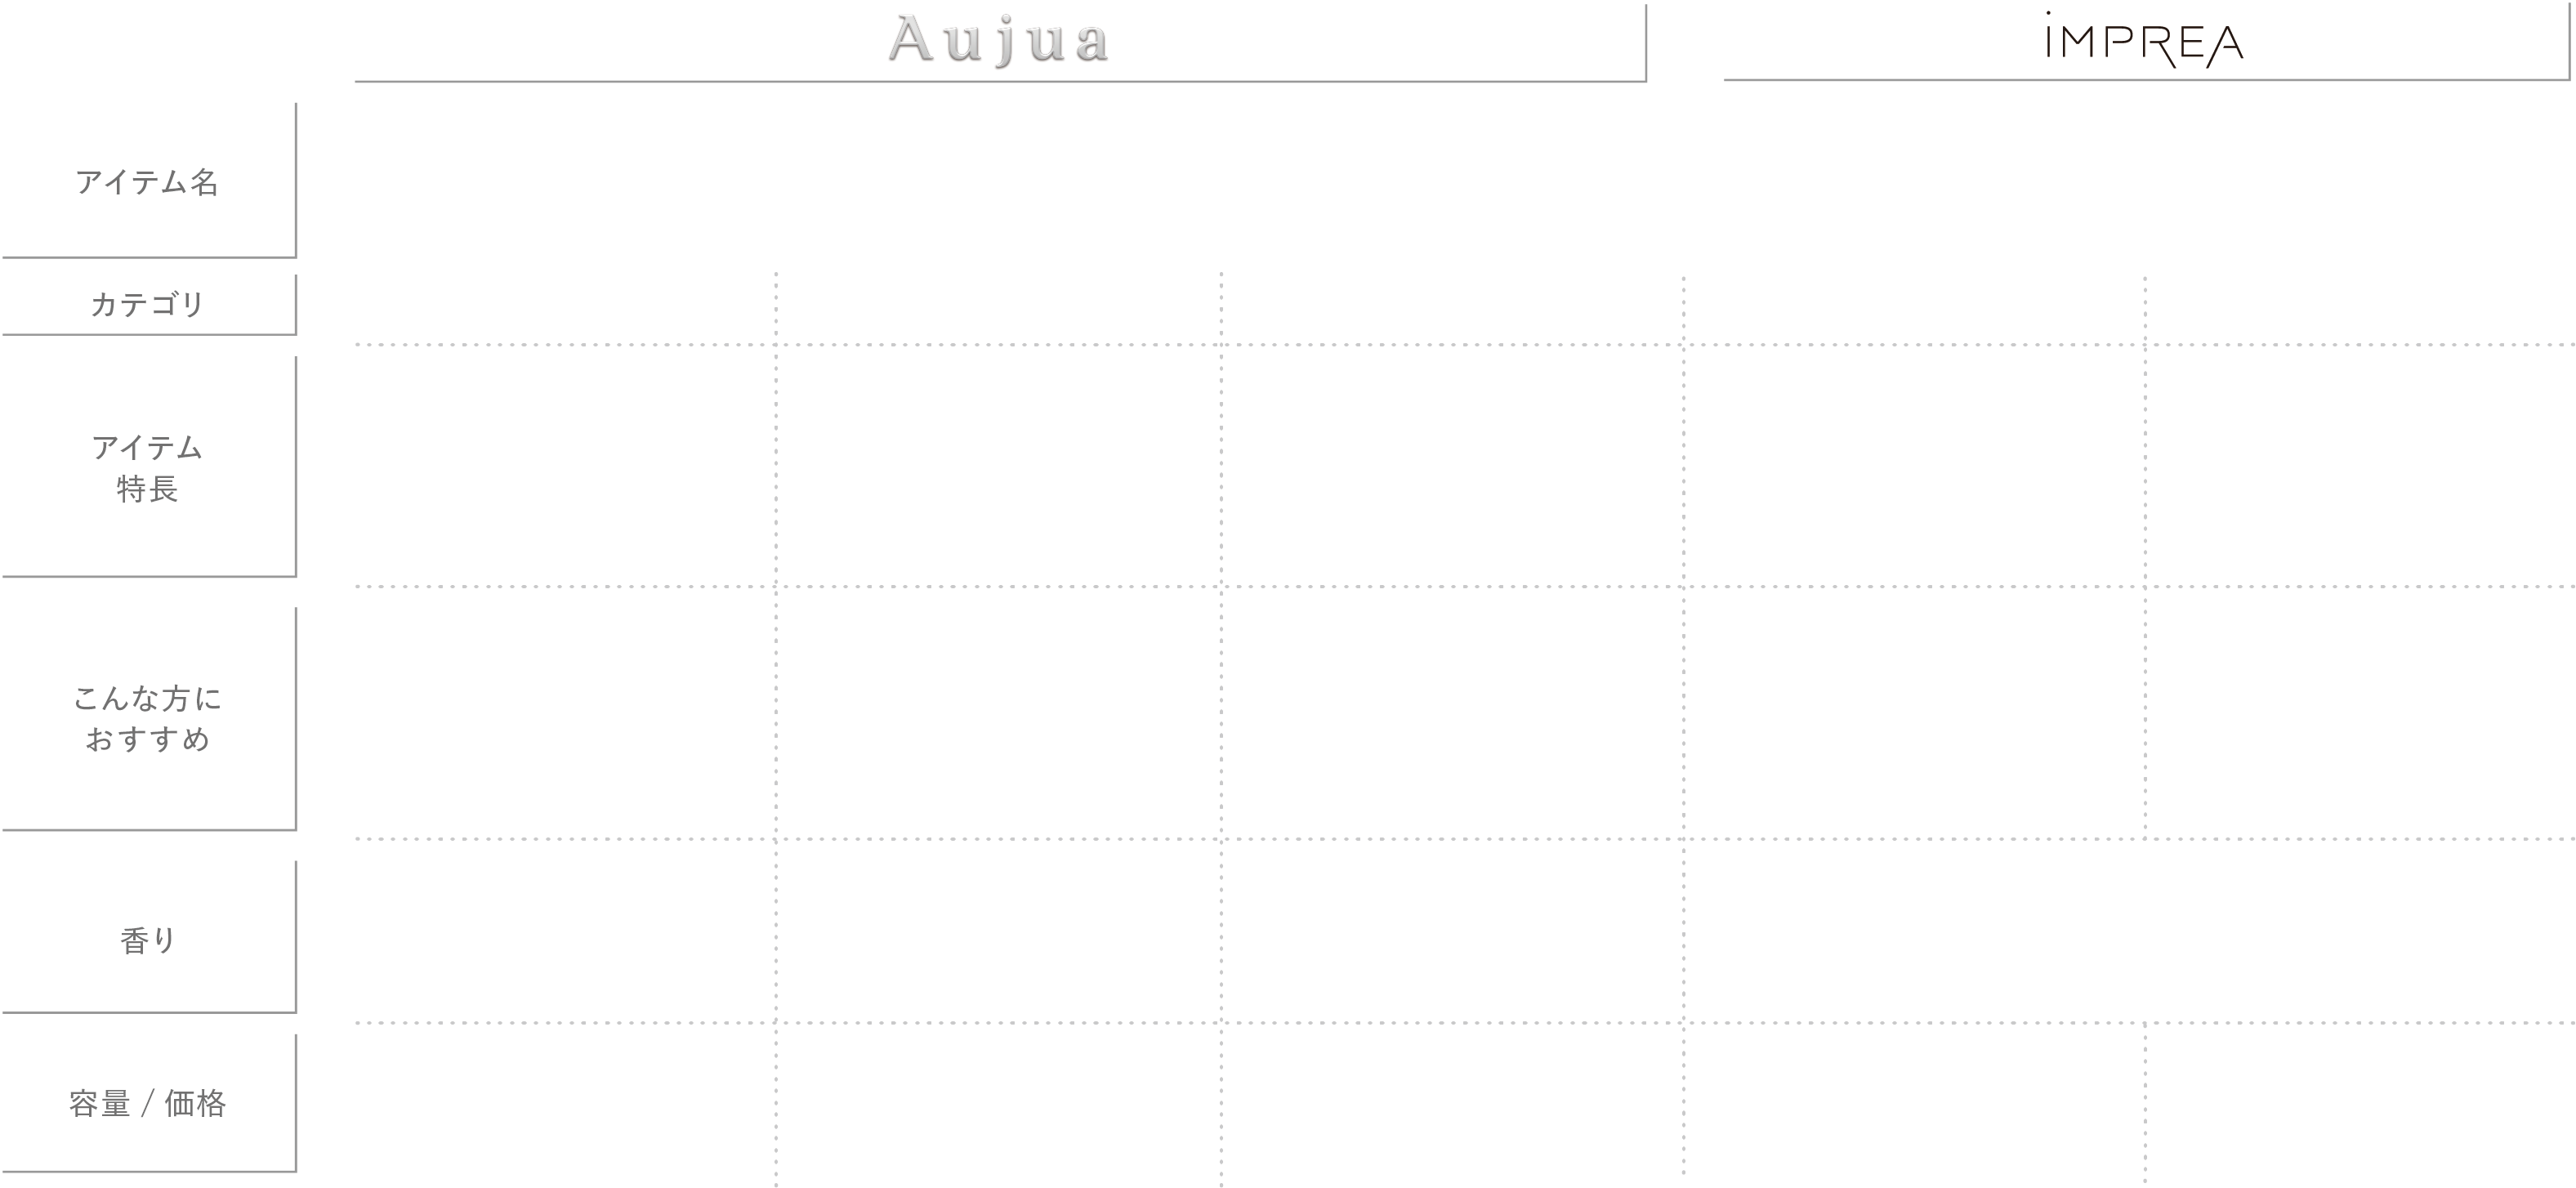 Aujua
iMPREA
アイテム名
カテゴリ
アイテム
特長
こんな方に
おすすめ
香り
容量 / 価格